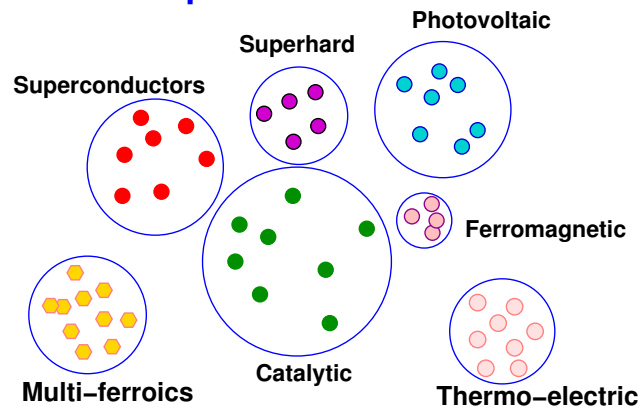 Photovoltaic
Superhard
Superconductors
Ferromagnetic
Catalytic
Multi−ferroics
Thermo−electric